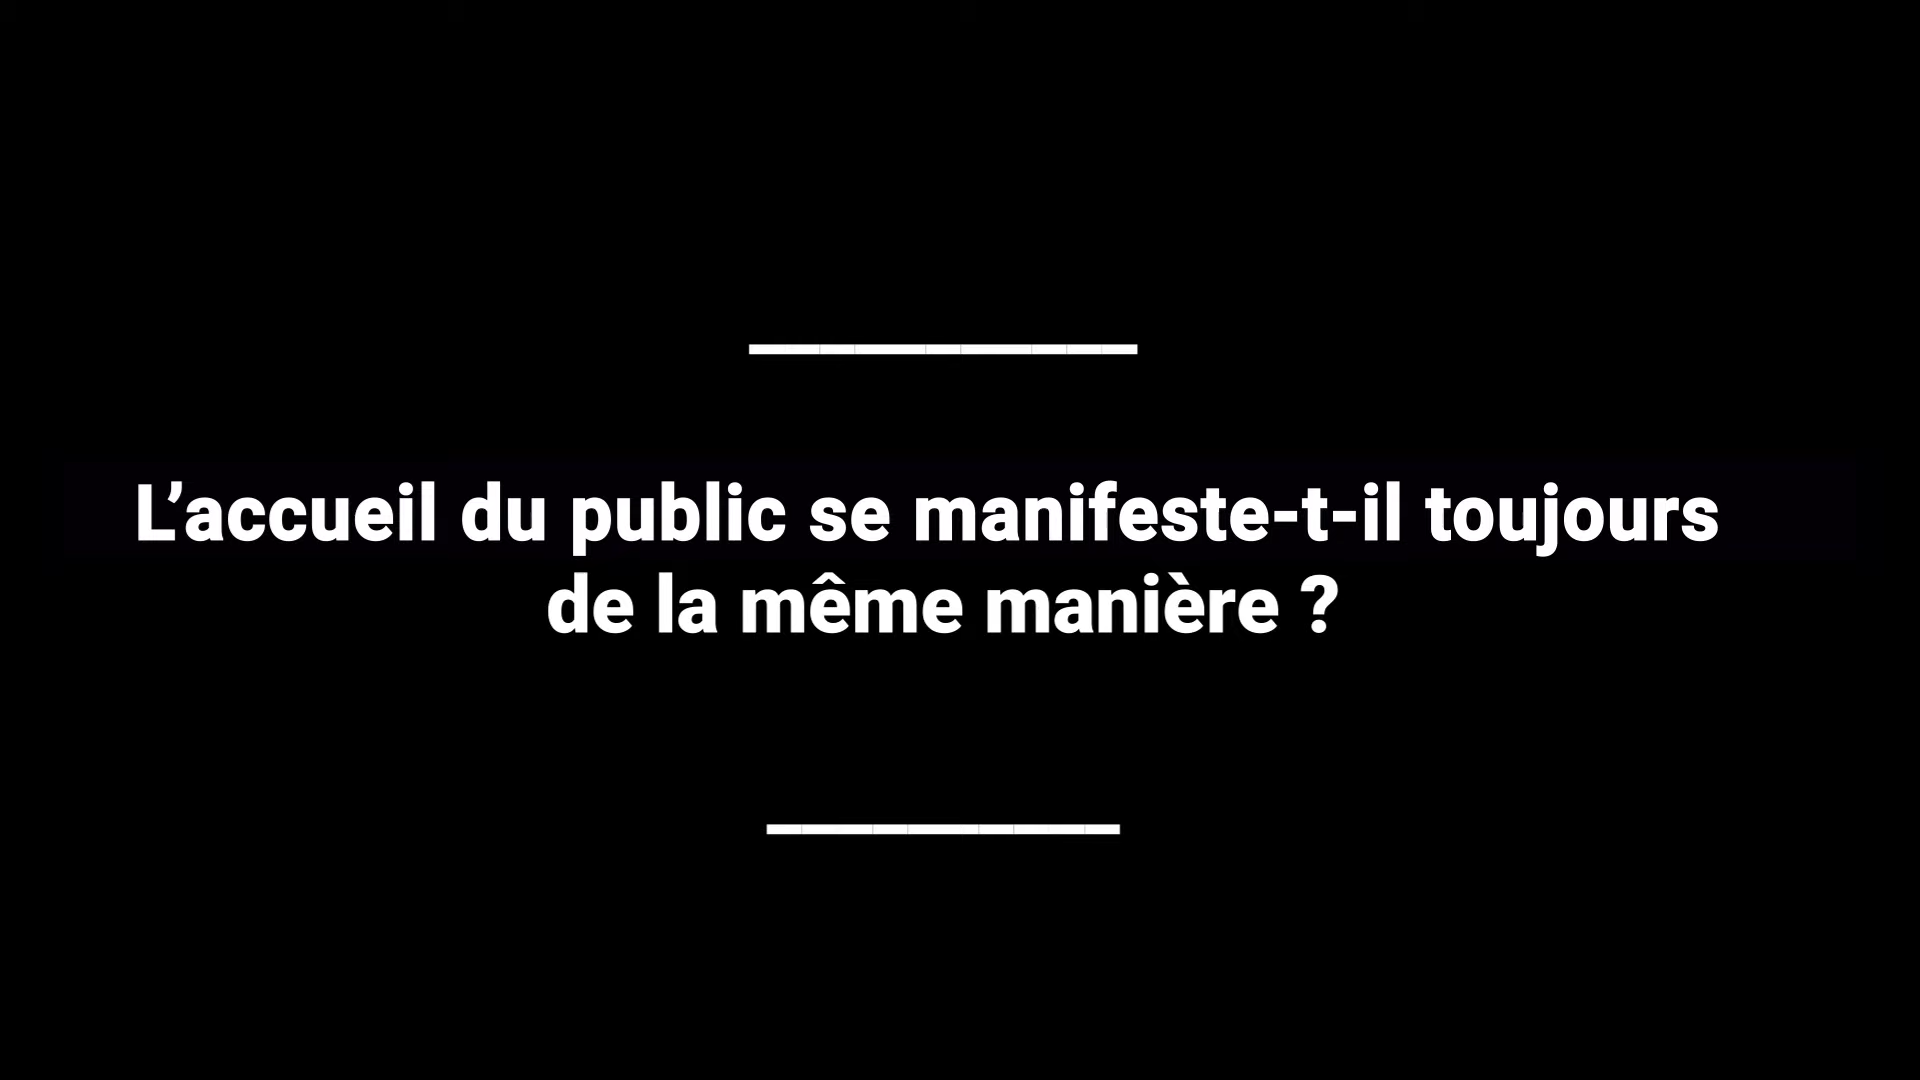 L’accueil du public se manifeste-t-il toujours
de la même manière ?